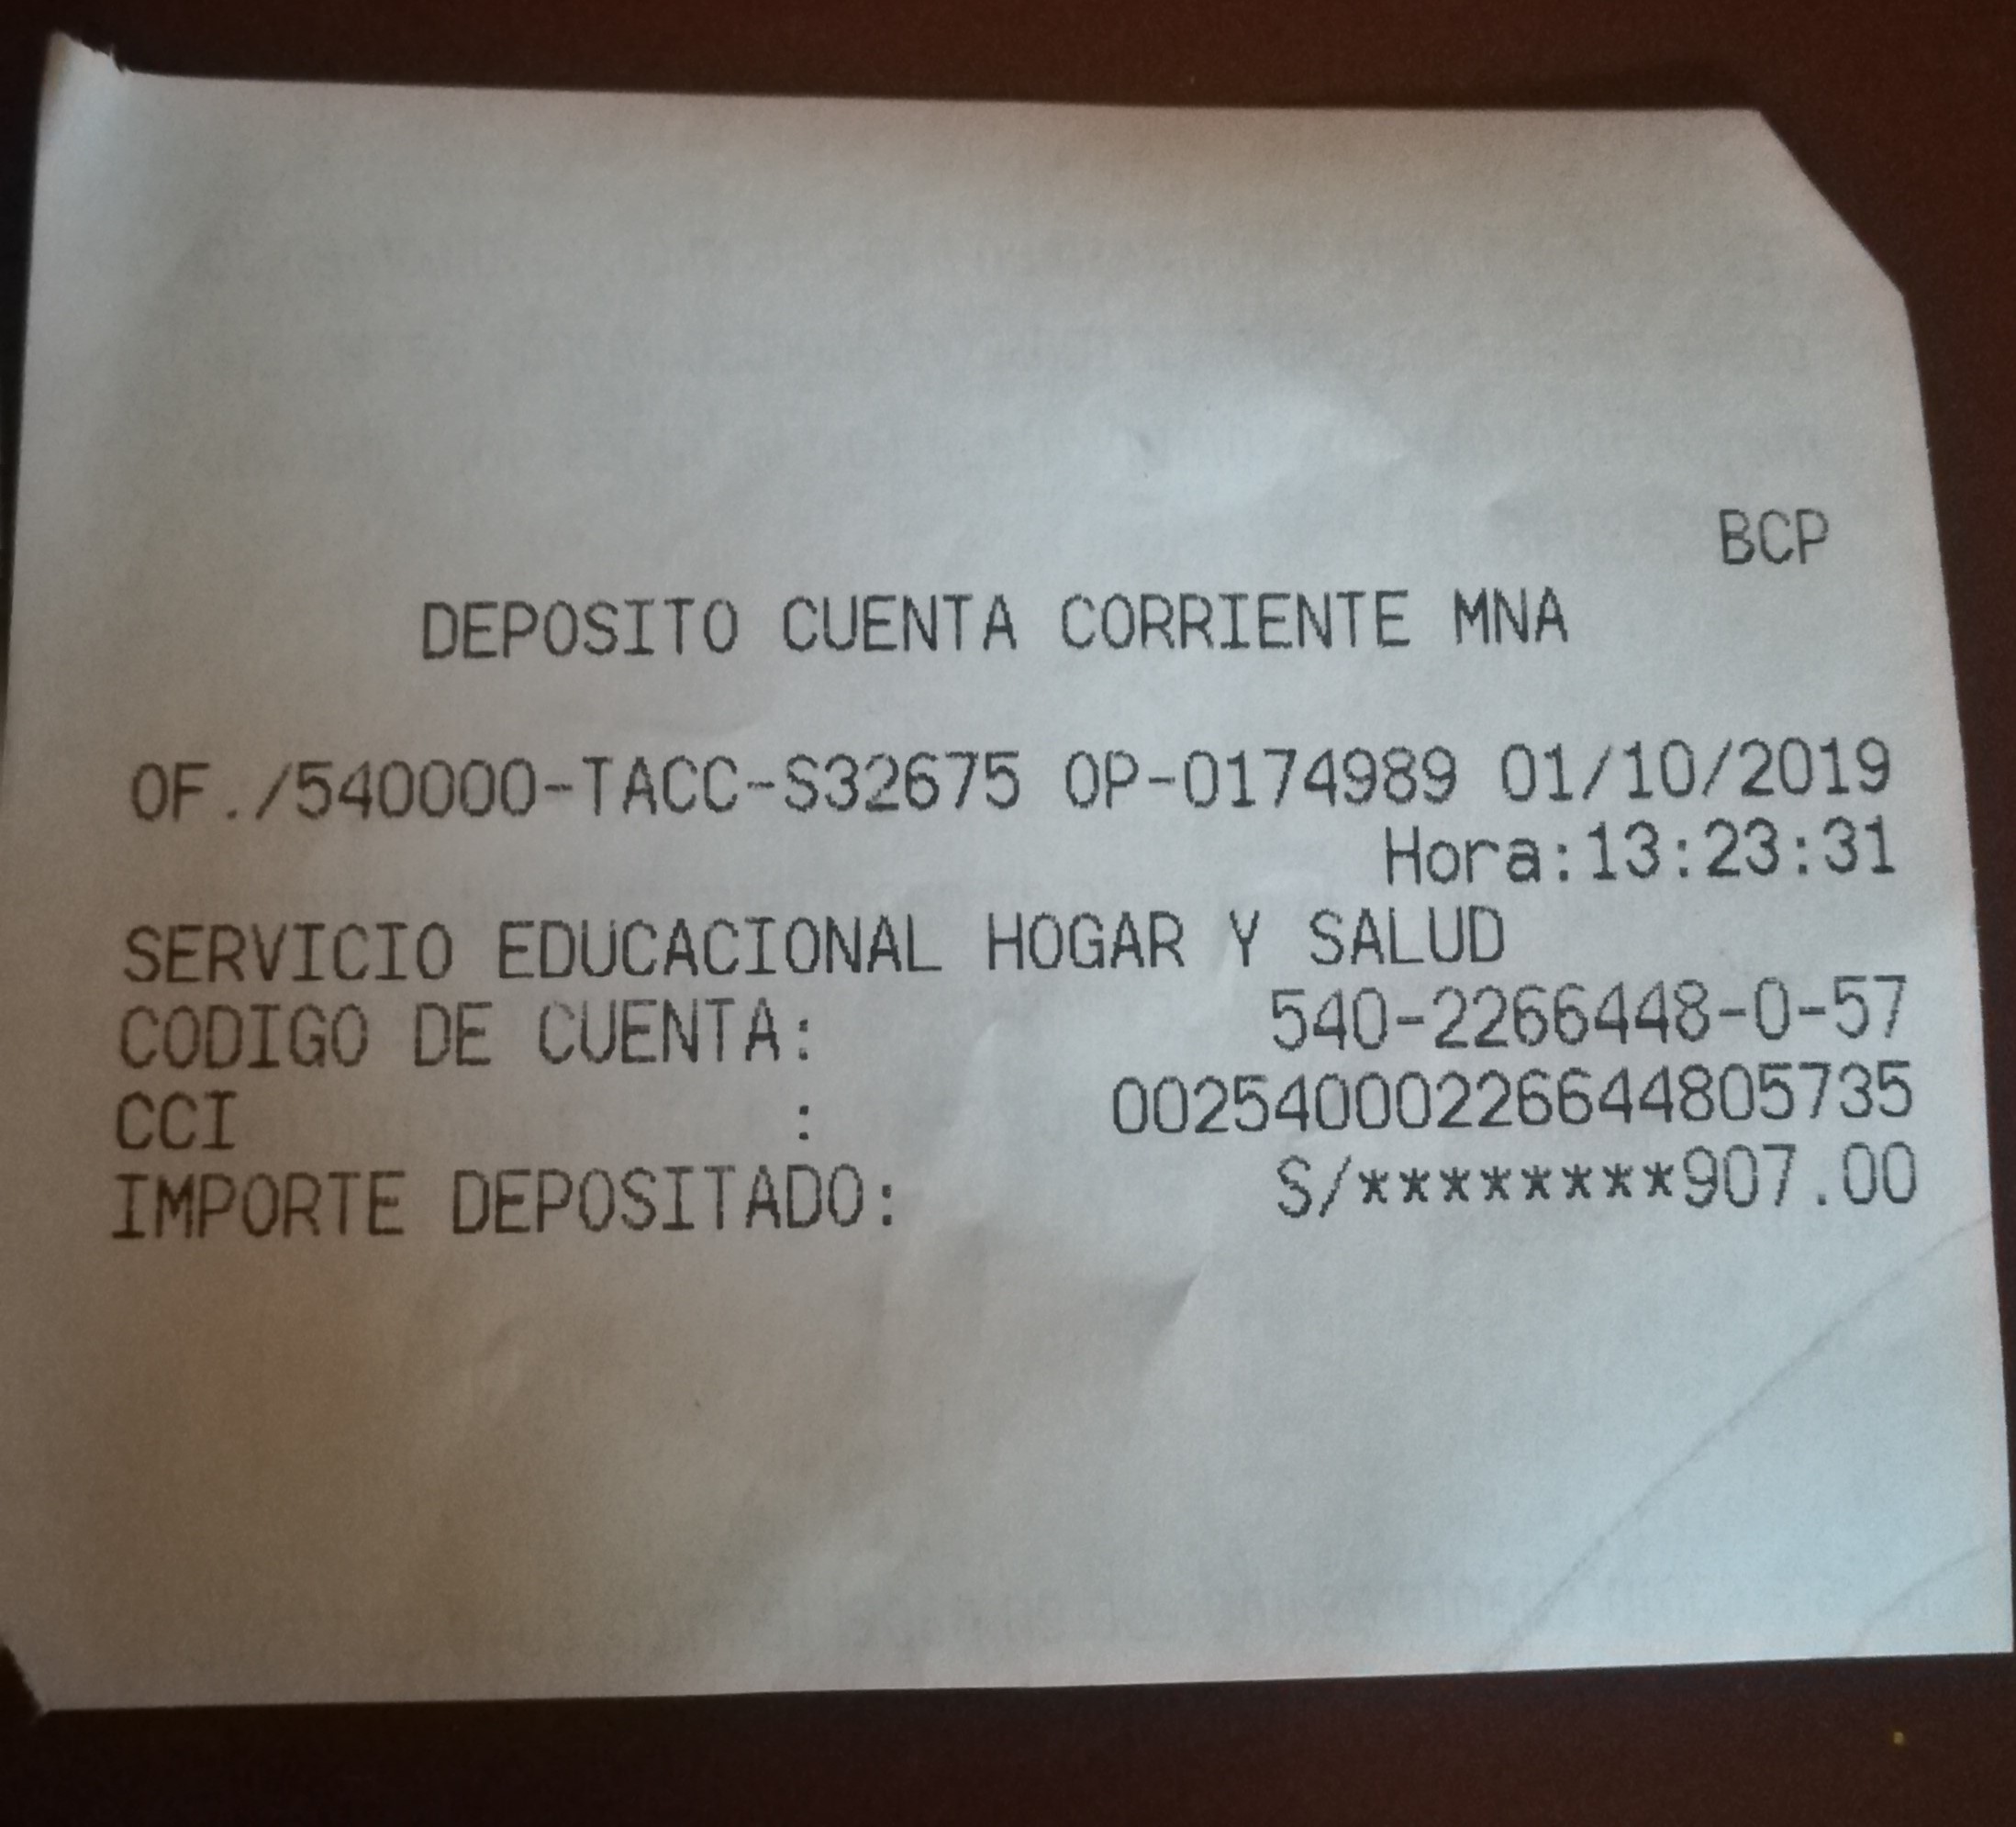 BCP
DEPOSITO CUENTA CORRIENTE MNA
OF./540000-TACC-S32675 OP-0174989 01/10/2019
Hora:13:23:31
SERVICIO EDUCACIONAL HOGAR Y SALUD
CODIGO DE CUENTA: 540-2266448-0-57
CCI : 00254000226644805735
IMPORTE DEPOSITADO: S/********907.00